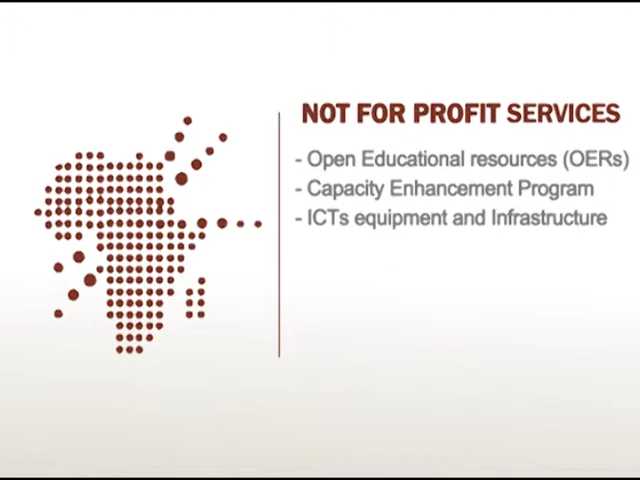 NOT FOR PROFIT SERVICES
- Open Educational resources (OERs)
- Capacity Enhancement Program
- ICTs equipment and Infrastructure